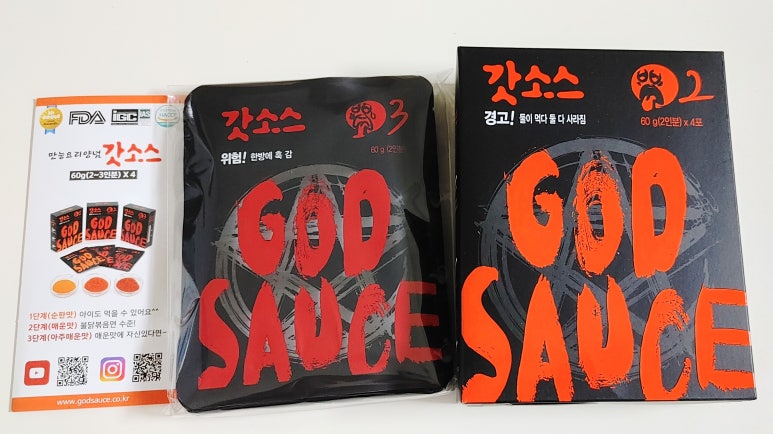 FDA
IGC
IAS
HACCP
만능요리양념 갓소스
60g(2~3인분) X 4
GOD
SAUCE
1단계(순한맛) 아이도 먹을 수 있어요^^
2단계(매운맛) 불닭볶음면 수준!
3단계(아주매운맛) 매운맛에 자신있다면~
www.godsauce.co.kr
갓소스
뿅 3
위험! 한방에 훅 감
60 g(2인분)
GOD
SAUCE
갓소스
뿅 2
경고! 둘이 먹다 둘 다 사라짐
60 g(2인분) x 4포
GOD
SAUCE